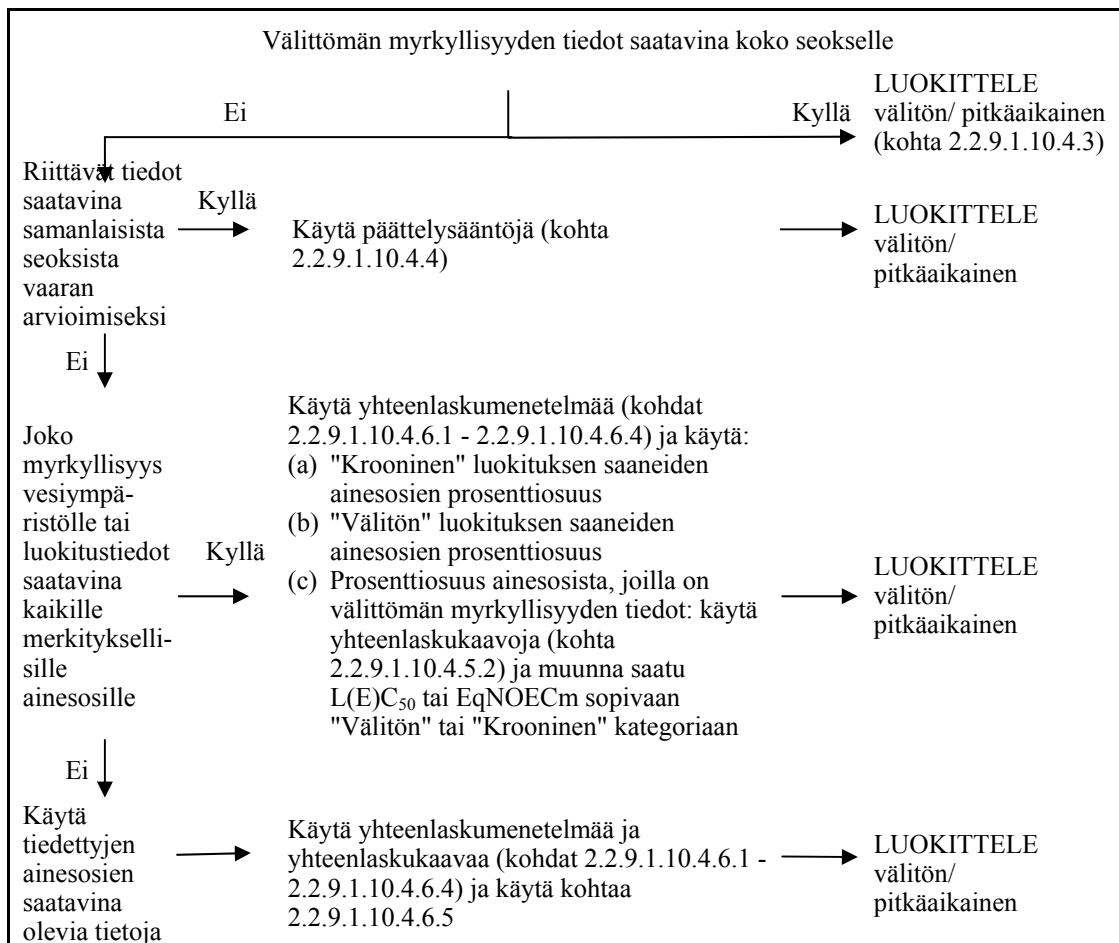 Välittömän myrkyllisyyden tiedot saatavina koko seokselle
Ei
Kyllä
LUOKITTELE
välitön/ pitkäaikainen
(kohta 2.2.9.1.10.4.3)
Riittävät tiedot
saatavina
samanlaisista
seoksista
vaaran
arvioimiseksi
Kyllä
Käytä päättelysääntöjä (kohta
2.2.9.1.10.4.4)
LUOKITTELE
välitön/
pitkäaikainen
Ei
Joko
myrkyllisyys
vesiympä-
ristölle tai
luokitustiedot
saatavina
kaikille
merkitykselli-
sille
ainesosille
Kyllä
Käytä yhteenlaskumenetelmää (kohdat
2.2.9.1.10.4.6.1 - 2.2.9.1.10.4.6.4) ja käytä:
(a) "Krooninen" luokituksen saaneiden
ainesosien prosenttiosuus
(b) "Välitön" luokituksen saaneiden
ainesosien prosenttiosuus
(c) Prosenttiosuus ainesosista, joilla on
välittömän myrkyllisyyden tiedot: käytä
yhteenlaskukaavoja (kohta
2.2.9.1.10.4.5.2) ja muunna saatu
L(E)C₅₀ tai EqNOECm sopivaan
"Välitön" tai "Krooninen" kategoriaan
LUOKITTELE
välitön/
pitkäaikainen
Ei
Käytä
tiedettyjen
ainesosien
saatavina
olevia tietoja
Käytä yhteenlaskumenetelmää ja
yhteenlaskukaavaa (kohdat 2.2.9.1.10.4.6.1 -
2.2.9.1.10.4.6.4) ja käytä kohtaa
2.2.9.1.10.4.6.5
LUOKITTELE
välitön/
pitkäaikainen